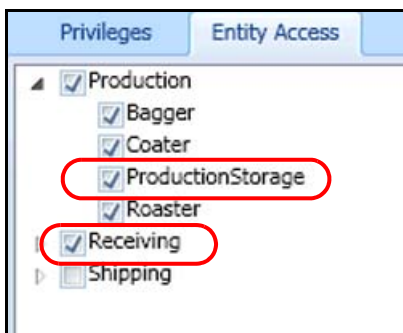 Privileges Entity Access
Production
Bagger
Coater
ProductionStorage
Roaster
Receiving
Shipping